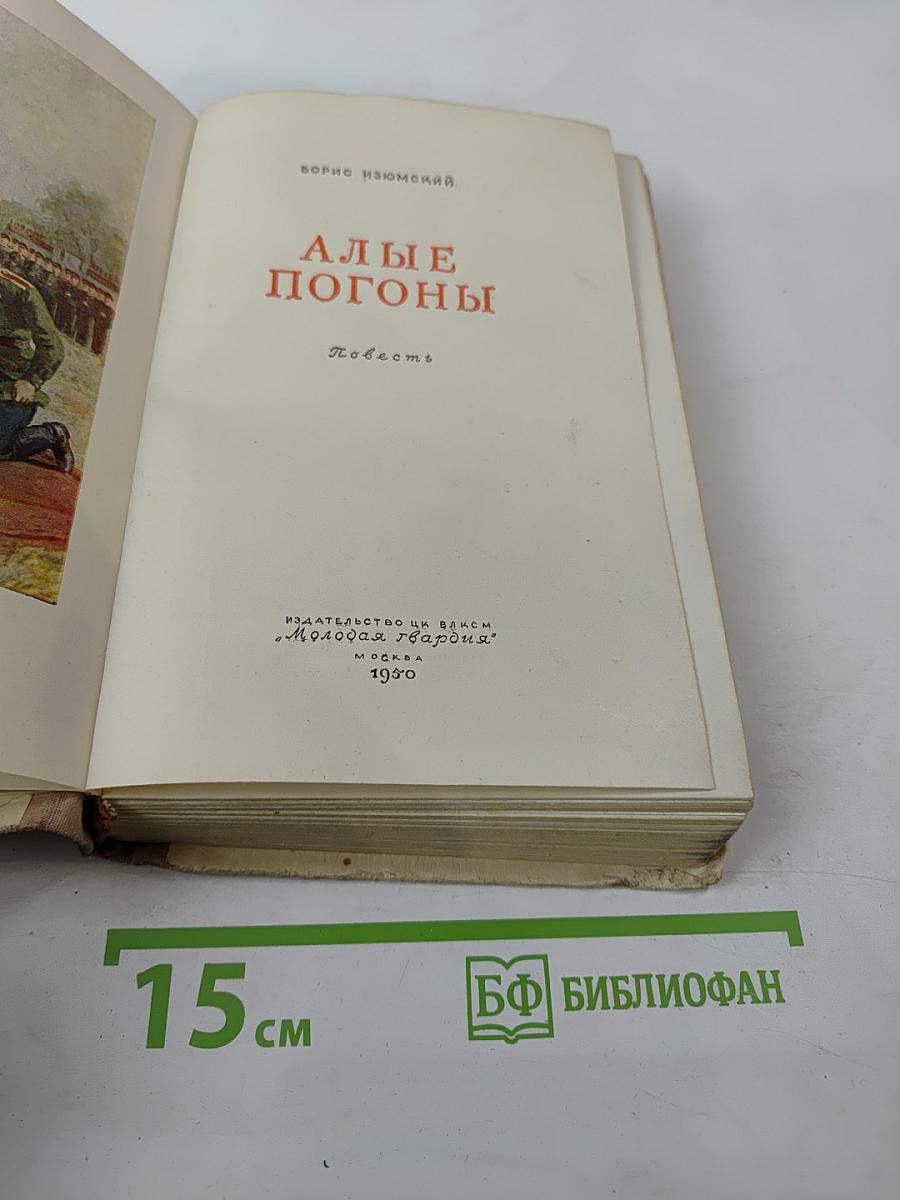 БОРИС ИЗЮМСКИЙ
АЛЫЕ
ПОГОНЫ
Повесть
ИЗДАТЕЛЬСТВО ЦК ВЛКСМ
„Молодая гвардия"
МОСКВА
1950
15 см
БФ БИБЛИОФАН